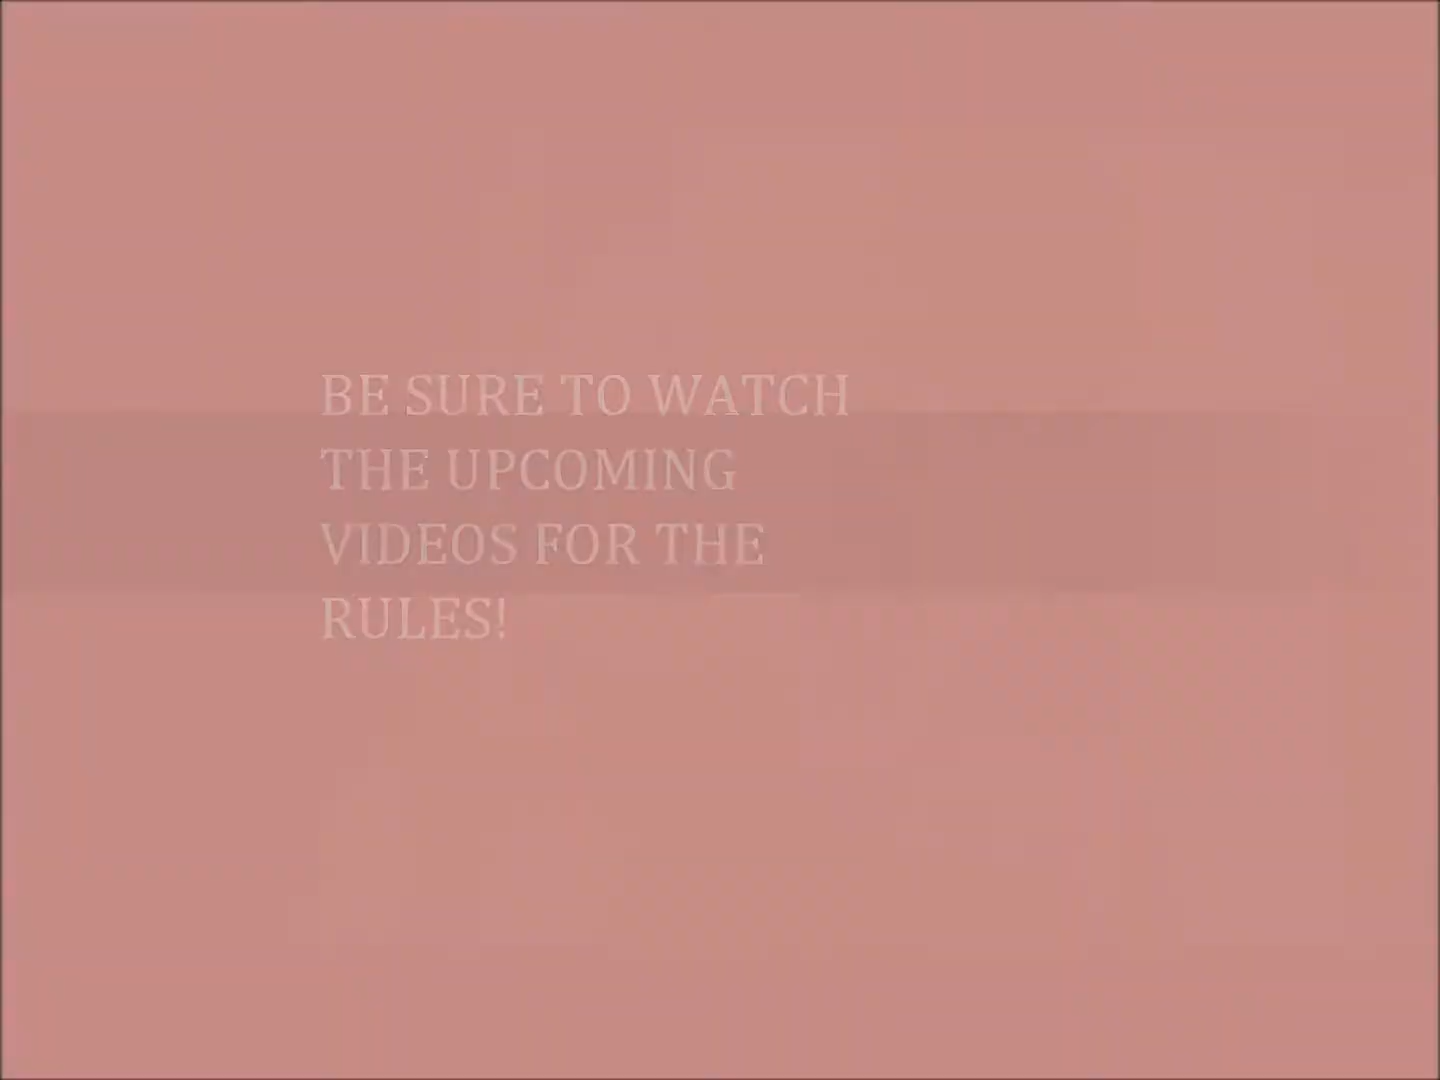 BE SURE TO WATCH
THE UPCOMING
VIDEOS FOR THE
RULES!